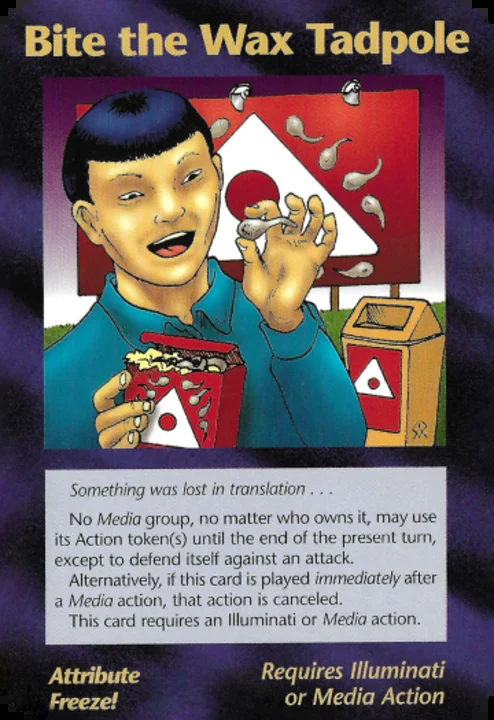 Bite the Wax Tadpole
SR
Something was lost in translation . . .
No Media group, no matter who owns it, may use
its Action token(s) until the end of the present turn,
except to defend itself against an attack.
Alternatively, if this card is played immediately after
a Media action, that action is canceled.
This card requires an Illuminati or Media action.
Attribute
Freeze!
Requires Illuminati
or Media Action